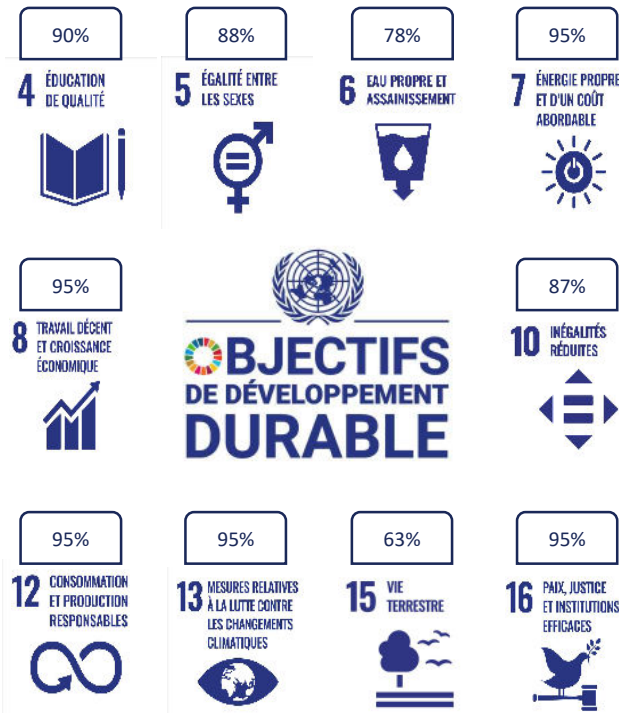 90%
4 ÉDUCATION
DE QUALITÉ
88%
5 ÉGALITÉ ENTRE
LES SEXES
78%
6 EAU PROPRE ET
ASSAINISSEMENT
95%
7 ÉNERGIE PROPRE
ET D'UN COÛT
ABORDABLE
95%
8 TRAVAIL DÉCENT
ET CROISSANCE
ÉCONOMIQUE
OBJECTIFS
DE DÉVELOPPEMENT
DURABLE
87%
10 INÉGALITÉS
RÉDUITES
95%
12 CONSOMMATION
ET PRODUCTION
RESPONSABLES
95%
13 MESURES RELATIVES
À LA LUTTE CONTRE
LES CHANGEMENTS
CLIMATIQUES
63%
15 VIE
TERRESTRE
95%
16 PAIX, JUSTICE
ET INSTITUTIONS
EFFICACES